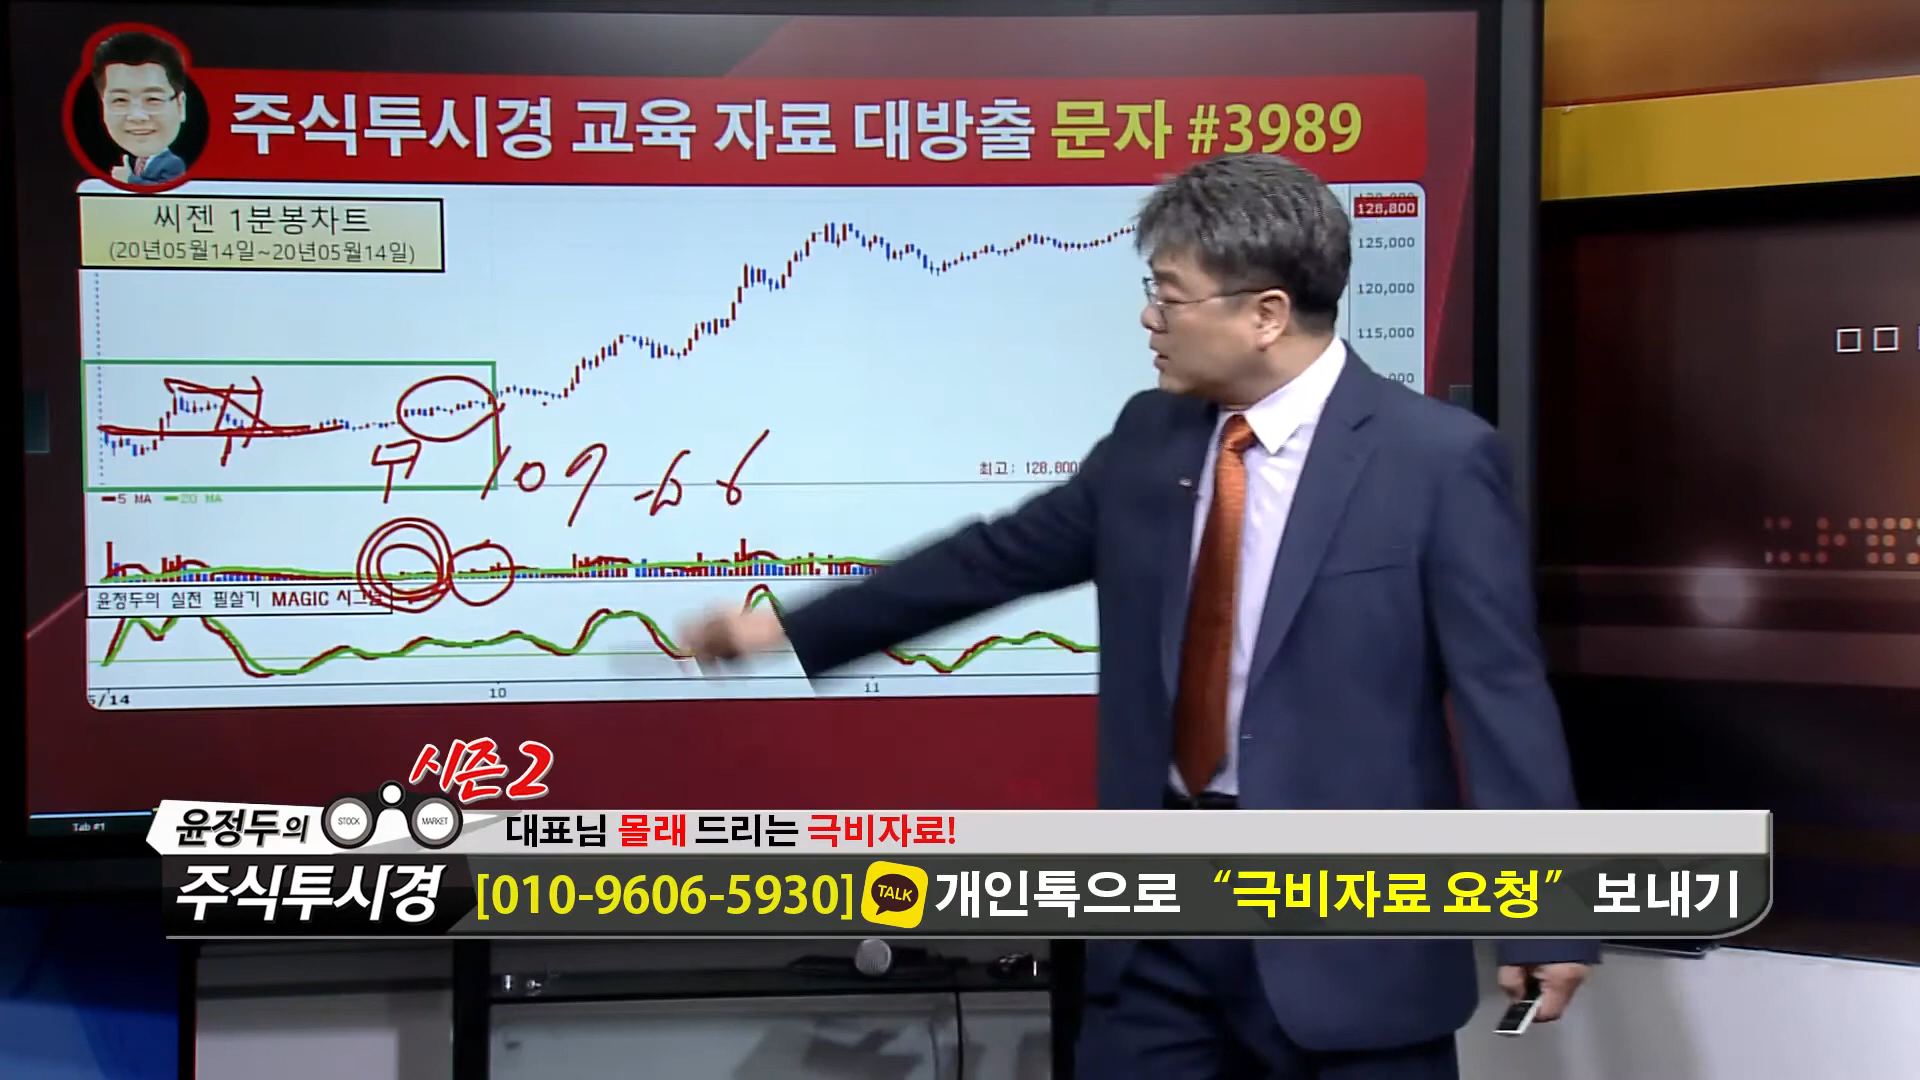 주식투시경 교육 자료 대방출 문자 #3989
씨젠 1분봉차트
(20년05월14일~20년05월14일)
128,800
125,000
120,000
115,000
109
66
최고: 128,800
5 MA 20 MA
윤정두의 실전 필살기 MAGIC 시그널
5/14
10
11
Tab #1
시즌2
윤정두의
STOCK
MARKET
주식투시경
대표님 몰래 드리는 극비자료!
[010-9606-5930] TALK 개인톡으로 “극비자료 요청” 보내기